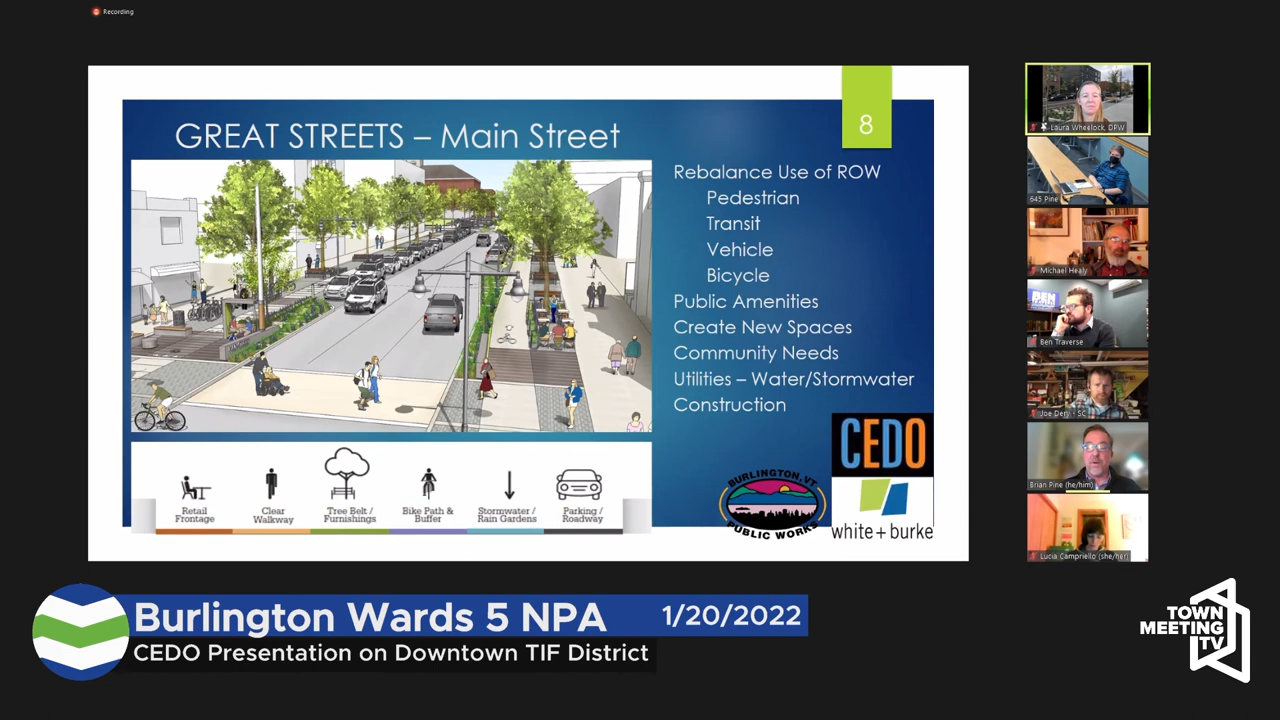 Recording
GREAT STREETS – Main Street
8
Rebalance Use of ROW
Pedestrian
Transit
Vehicle
Bicycle
Public Amenities
Create New Spaces
Community Needs
Utilities – Water/Stormwater
Construction
Retail
Frontage
Clear
Walkway
Tree Belt /
Furnishings
Bike Path &
Buffer
Stormwater /
Rain Gardens
Parking /
Roadway
BURLINGTON, VT
PUBLIC WORKS
CEDO
white + burke
Laura Wheelock, DPW
645 Pine
Michael Healy
BEN
Ben Traverse
Joe Dery - SC
Brian Pine (he/him)
Lucia Campriello (she/her)
Burlington Wards 5 NPA
1/20/2022
CEDO Presentation on Downtown TIF District
TOWN
MEETING
TV